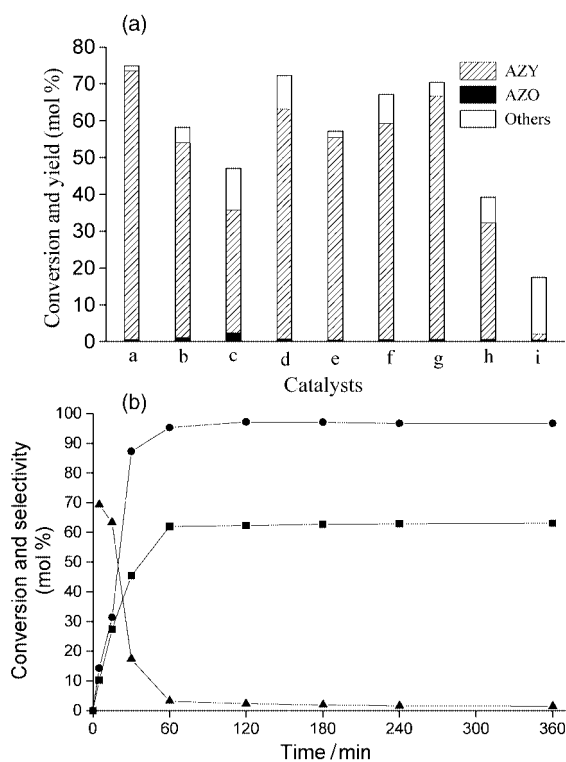 (a)
Conversion and yield (mol %)
80
70
60
50
40
30
20
10
0
AZY
AZO
Others
a b c d e f g h i
Catalysts
(b)
Conversion and selectivity
(mol %)
100
90
80
70
60
50
40
30
20
10
0
0 60 120 180 240 300 360
Time / min